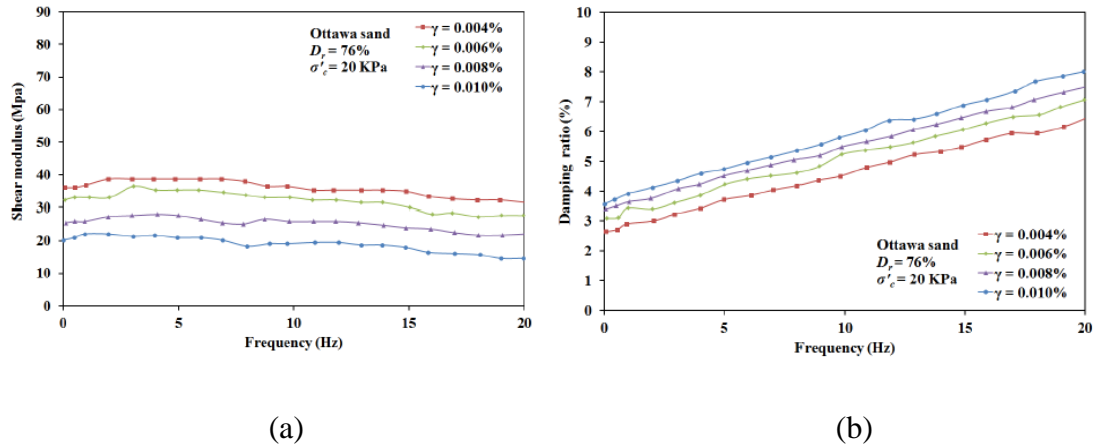 90
80
70
60
50
40
30
20
10
0
Shear modulus (Mpa)
Ottawa sand
Dr = 76%
σ'c = 20 KPa
γ = 0.004%
γ = 0.006%
γ = 0.008%
γ = 0.010%
0 5 10 15 20
Frequency (Hz)
(a)
10
9
8
7
6
5
4
3
2
1
0
Damping ratio (%)
Ottawa sand
Dr = 76%
σ'c = 20 KPa
γ = 0.004%
γ = 0.006%
γ = 0.008%
γ = 0.010%
0 5 10 15 20
Frequency (Hz)
(b)